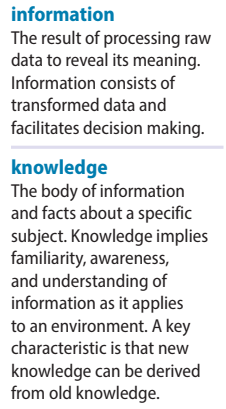 information
The result of processing raw
data to reveal its meaning.
Information consists of
transformed data and
facilitates decision making.
knowledge
The body of information
and facts about a specific
subject. Knowledge implies
familiarity, awareness,
and understanding of
information as it applies
to an environment. A key
characteristic is that new
knowledge can be derived
from old knowledge.